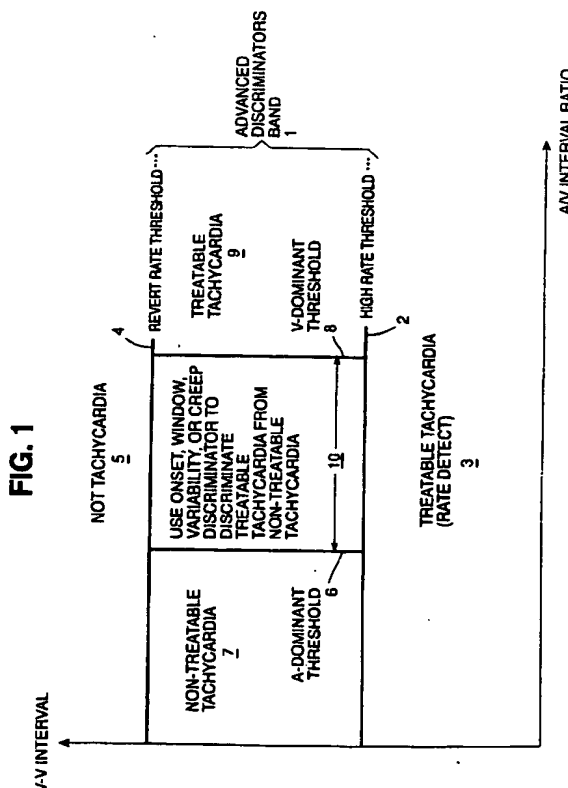 FIG. 1
V-V INTERVAL
NOT TACHYCARDIA
5
4
REVERT RATE THRESHOLD ...
NON-TREATABLE
TACHYCARDIA
7
USE ONSET, WINDOW,
VARIABILITY, OR CREEP
DISCRIMINATOR TO
DISCRIMINATE
TREATABLE
TACHYCARDIA FROM
NON-TREATABLE
TACHYCARDIA
TREATABLE
TACHYCARDIA
9
ADVANCED
DISCRIMINATORS
BAND
1
10
A-DOMINANT
THRESHOLD
6
V-DOMINANT
THRESHOLD
8
HIGH RATE THRESHOLD ...
2
TREATABLE TACHYCARDIA
(RATE DETECT)
3
A/V INTERVAL RATIO